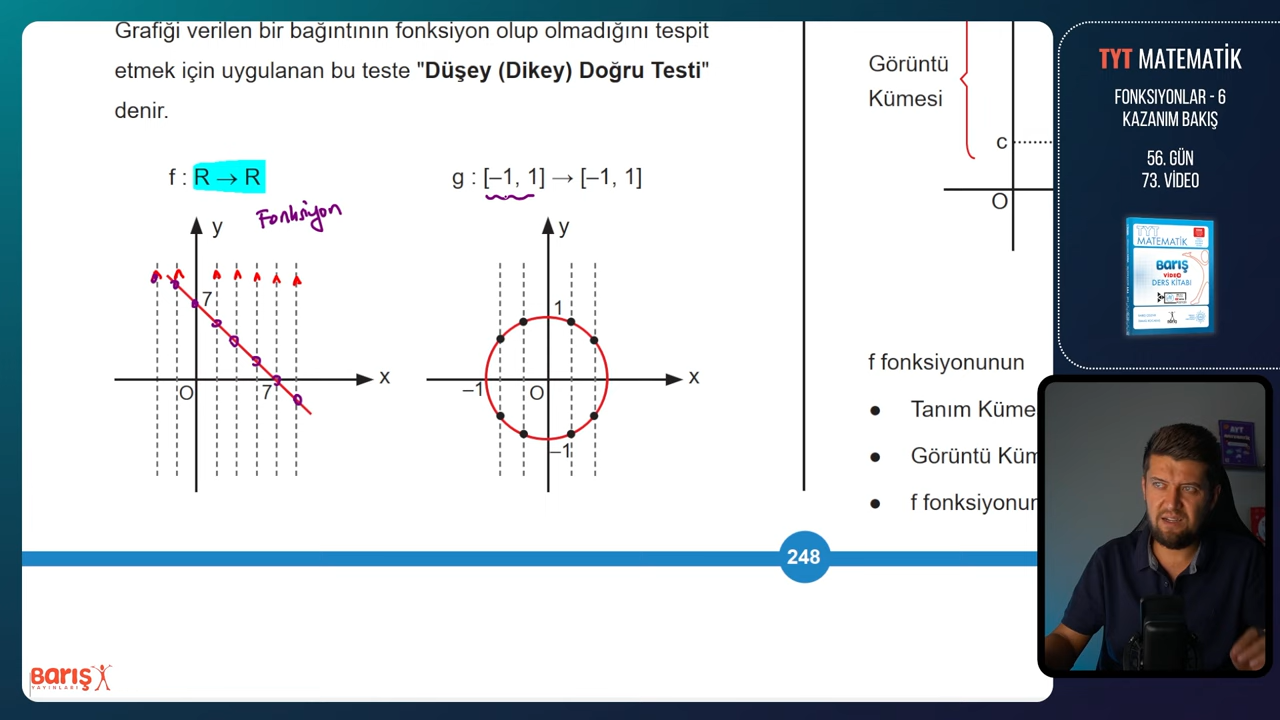 Grafiği verilen bir bağıntının fonksiyon olup olmadığını tespit
etmek için uygulanan bu teste "Düşey (Dikey) Doğru Testi"
denir.
f : R → R
Fonksiyon
y
7
O
7
x
g : [–1, 1] → [–1, 1]
y
1
–1
O
x
–1
Görüntü
Kümesi
c
O
f fonksiyonunun
● Tanım Küme
● Görüntü Küm
● f fonksiyonun
248
BARIŞ
YAYINLARI
TYT MATEMATİK
FONKSIYONLAR - 6
KAZANIM BAKIŞ
56. GÜN
73. VİDEO
TYT
MATEMATİK
BARIŞ
VİDEO
DERS KİTABI